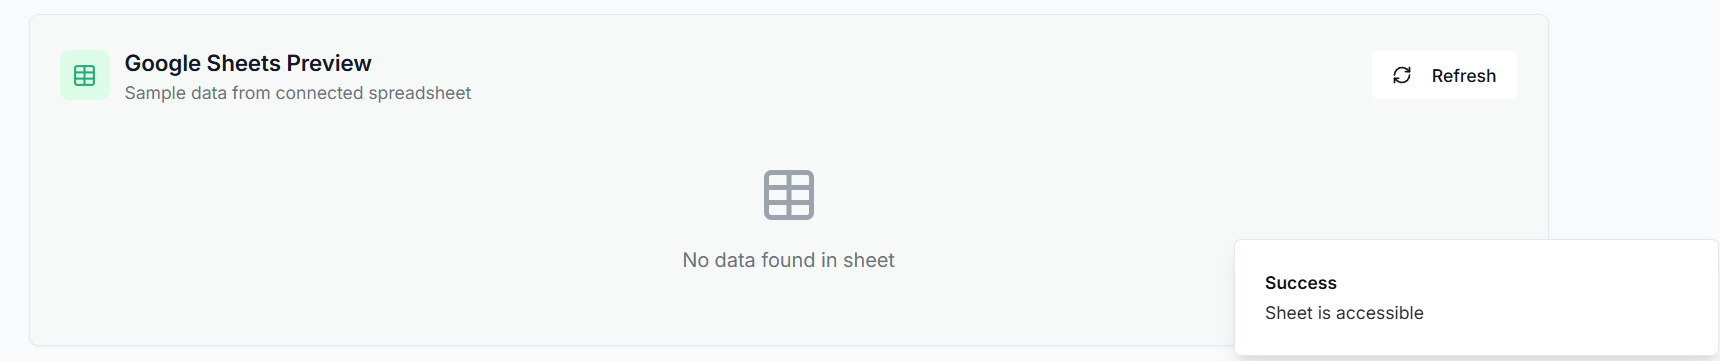 Google Sheets Preview
Sample data from connected spreadsheet
Refresh
No data found in sheet
Success
Sheet is accessible